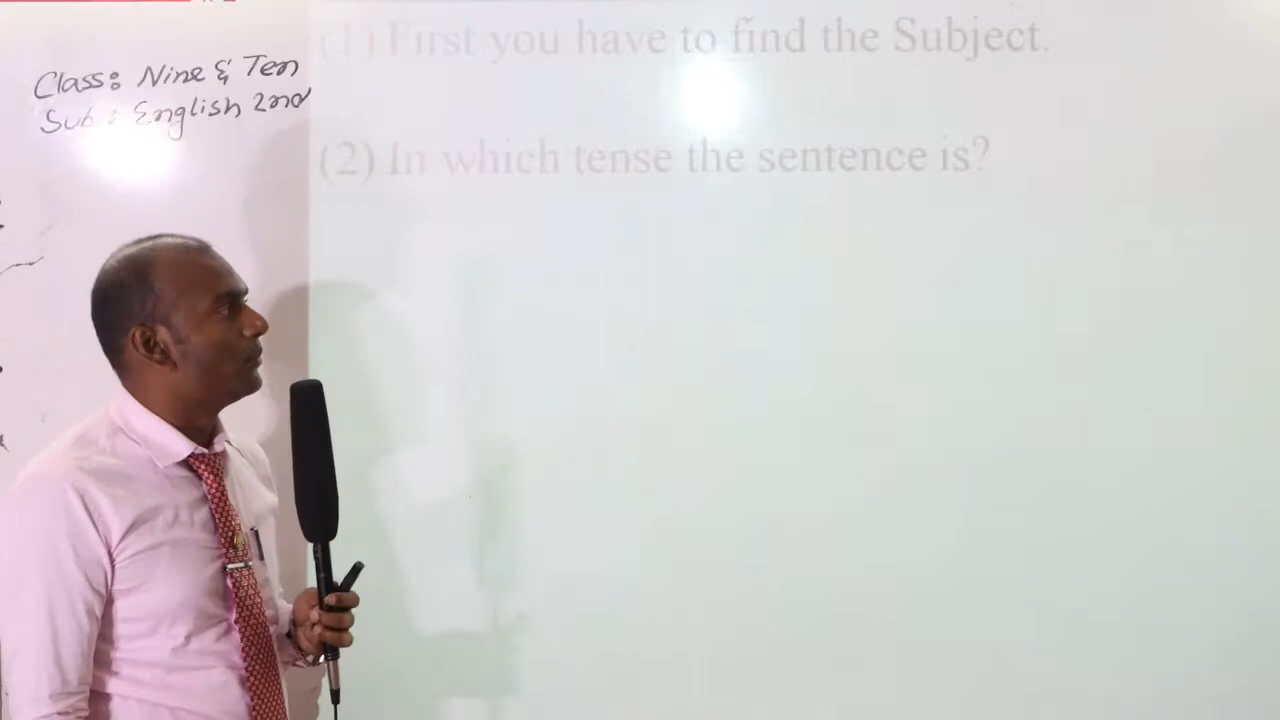 Class: Nine & Ten
Sub: English 2nd
(1) First you have to find the Subject.
(2) In which tense the sentence is?